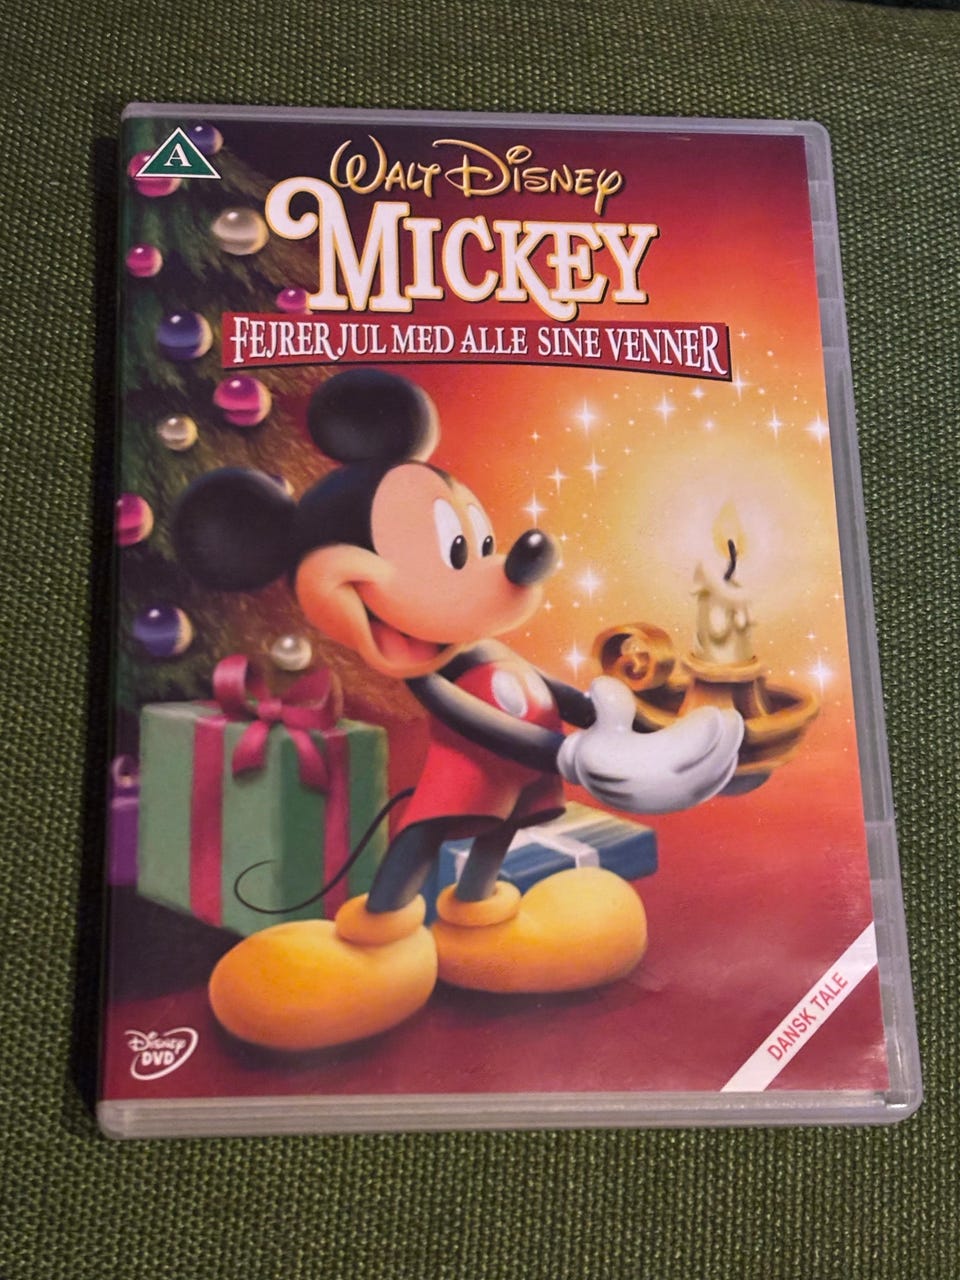 A
WALT DISNEY
MICKEY
FEJRER JUL MED ALLE SINE VENNER
DANSK TALE
DISNEY
DVD